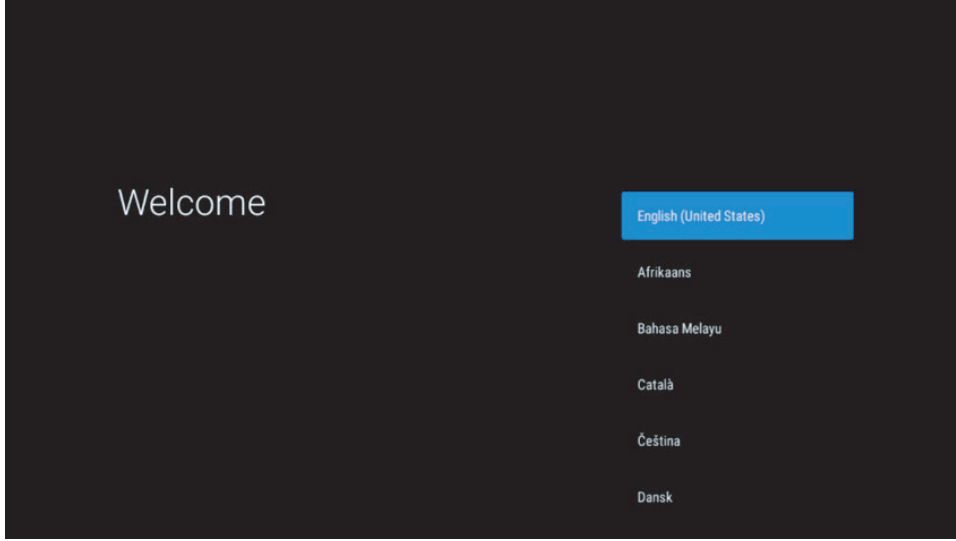 Welcome
English (United States)
Afrikaans
Bahasa Melayu
Català
Čeština
Dansk